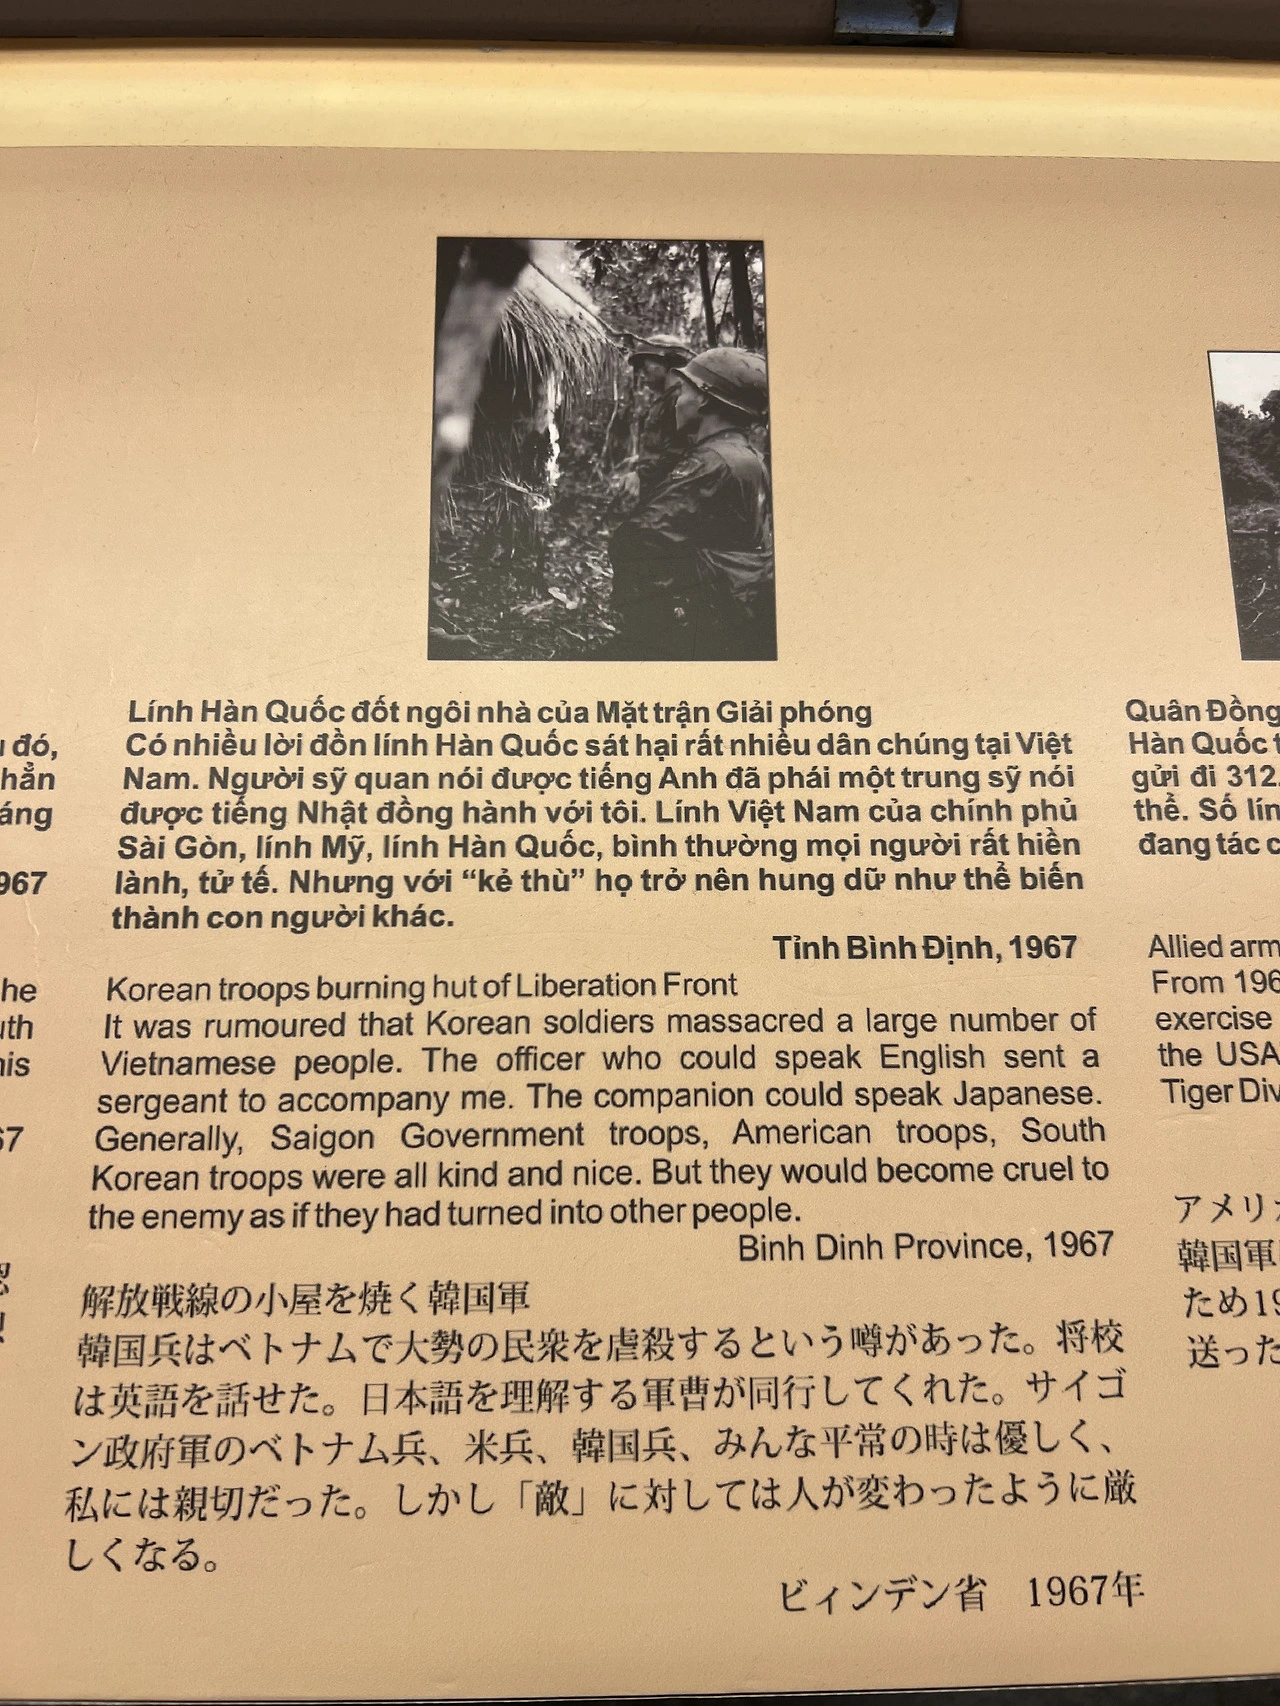 Lính Hàn Quốc đốt ngôi nhà của Mặt trận Giải phóng
Có nhiều lời đồn lính Hàn Quốc sát hại rất nhiều dân chúng tại Việt
Nam. Người sỹ quan nói được tiếng Anh đã phái một trung sỹ nói
được tiếng Nhật đồng hành với tôi. Lính Việt Nam của chính phủ
Sài Gòn, lính Mỹ, lính Hàn Quốc, bình thường mọi người rất hiền
lành, tử tế. Nhưng với “kẻ thù” họ trở nên hung dữ như thể biến
thành con người khác.
Tỉnh Bình Định, 1967
Korean troops burning hut of Liberation Front
It was rumoured that Korean soldiers massacred a large number of
Vietnamese people. The officer who could speak English sent a
sergeant to accompany me. The companion could speak Japanese.
Generally, Saigon Government troops, American troops, South
Korean troops were all kind and nice. But they would become cruel to
the enemy as if they had turned into other people.
Binh Dinh Province, 1967
解放戦線の小屋を焼く韓国軍
韓国兵はベトナムで大勢の民衆を虐殺するという噂があった。将校
は英語を話せた。日本語を理解する軍曹が同行してくれた。サイゴ
ン政府軍のベトナム兵、米兵、韓国兵、みんな平常の時は優しく、
私には親切だった。しかし「敵」に対しては人が変わったように厳
しくなる。
ビィンデン省　1967年
đó,
áng
he
Quân Đồng
Hàn Quốc
gửi đi 312.
thể. Số
đang tác
Allied
From
exercise
the USA
Tiger
韓国軍
ため
送った